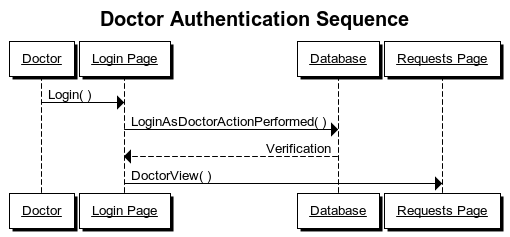 Doctor Authentication Sequence
Doctor Login Page Database Requests Page
Login( )
LoginAsDoctorActionPerformed( )
Verification
DoctorView( )
Doctor Login Page Database Requests Page